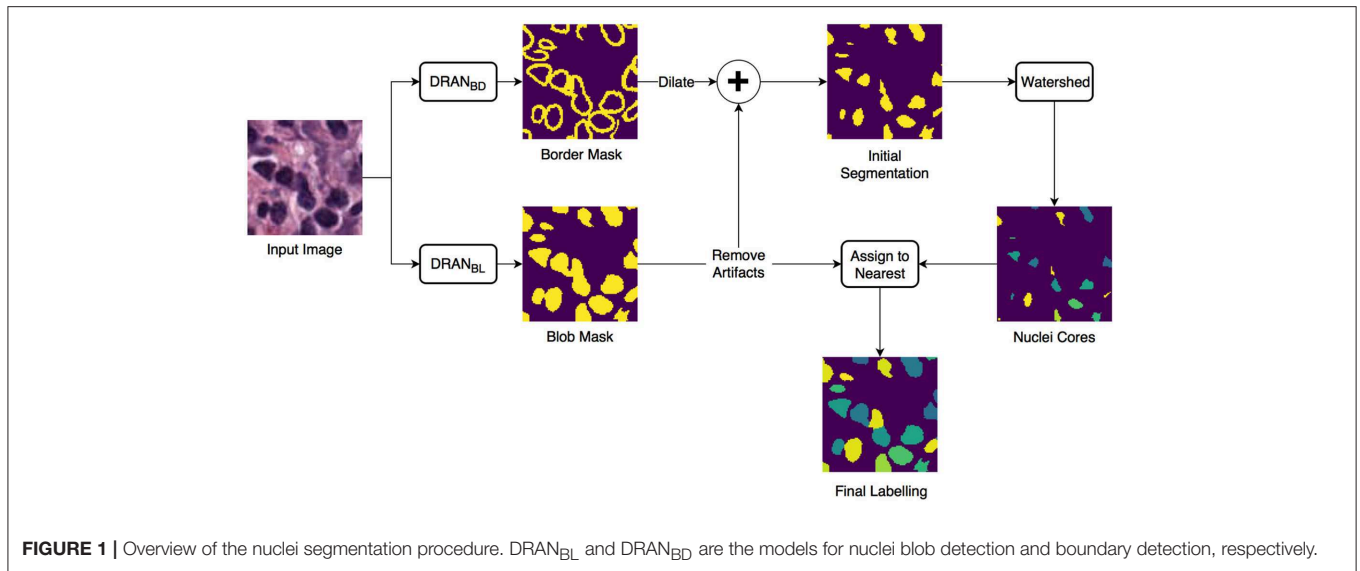 DRAN_BD
Dilate
+
Watershed
Border Mask
Initial
Segmentation
Input Image
DRAN_BL
Remove
Artifacts
Assign to
Nearest
Blob Mask
Nuclei Cores
Final Labelling
FIGURE 1 | Overview of the nuclei segmentation procedure. DRAN_BL and DRAN_BD are the models for nuclei blob detection and boundary detection, respectively.